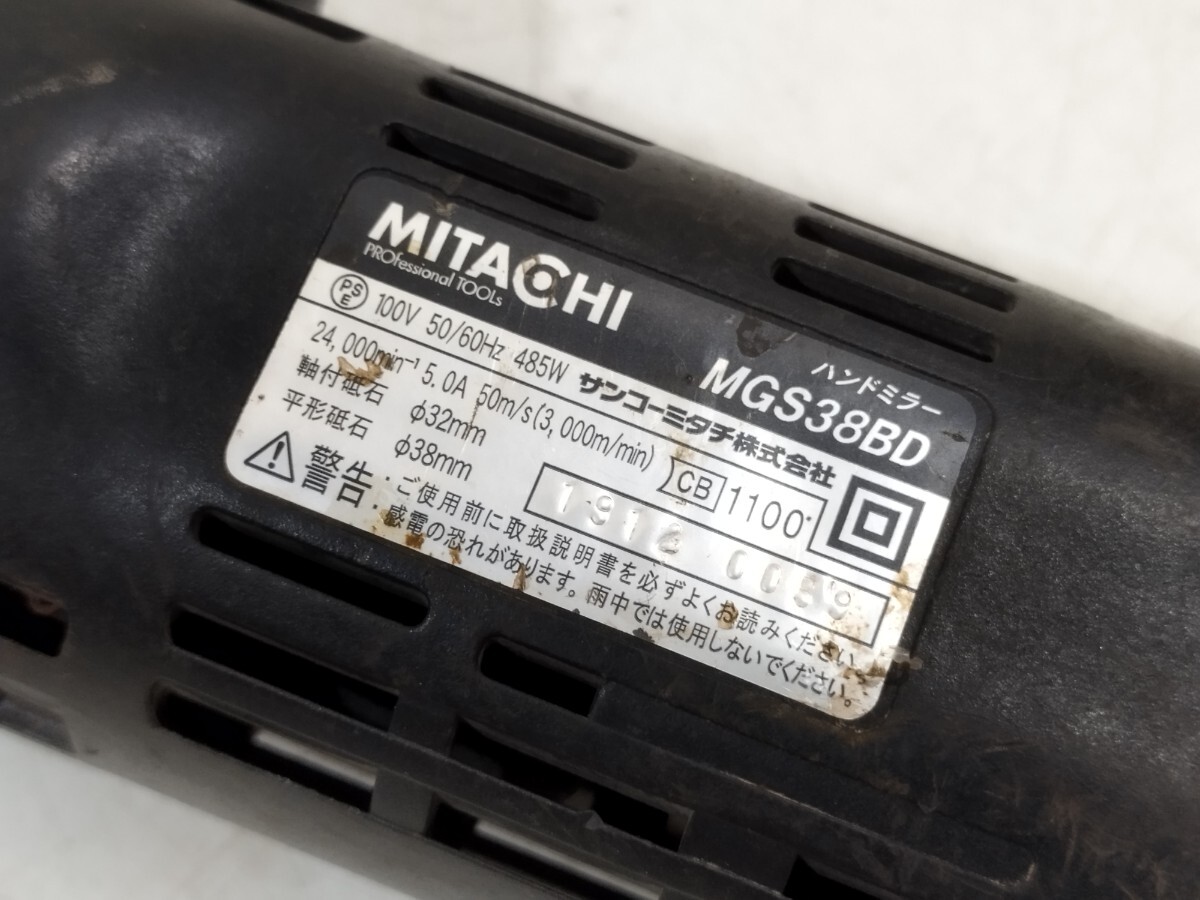 MITACHI
PROfessional TOOLs
ハンドミラー
MGS38BD
PSE 100V 50/60Hz 485W サンコーミタチ株式会社
24,000min⁻¹ 5.0A 50m/s(3,000m/min) CB 1100
軸付砥石 φ32mm
平形砥石 φ38mm
1912 0059
警告 ・ご使用前に取扱説明書を必ずよくお読みください。
・感電の恐れがあります。雨中では使用しないでください。